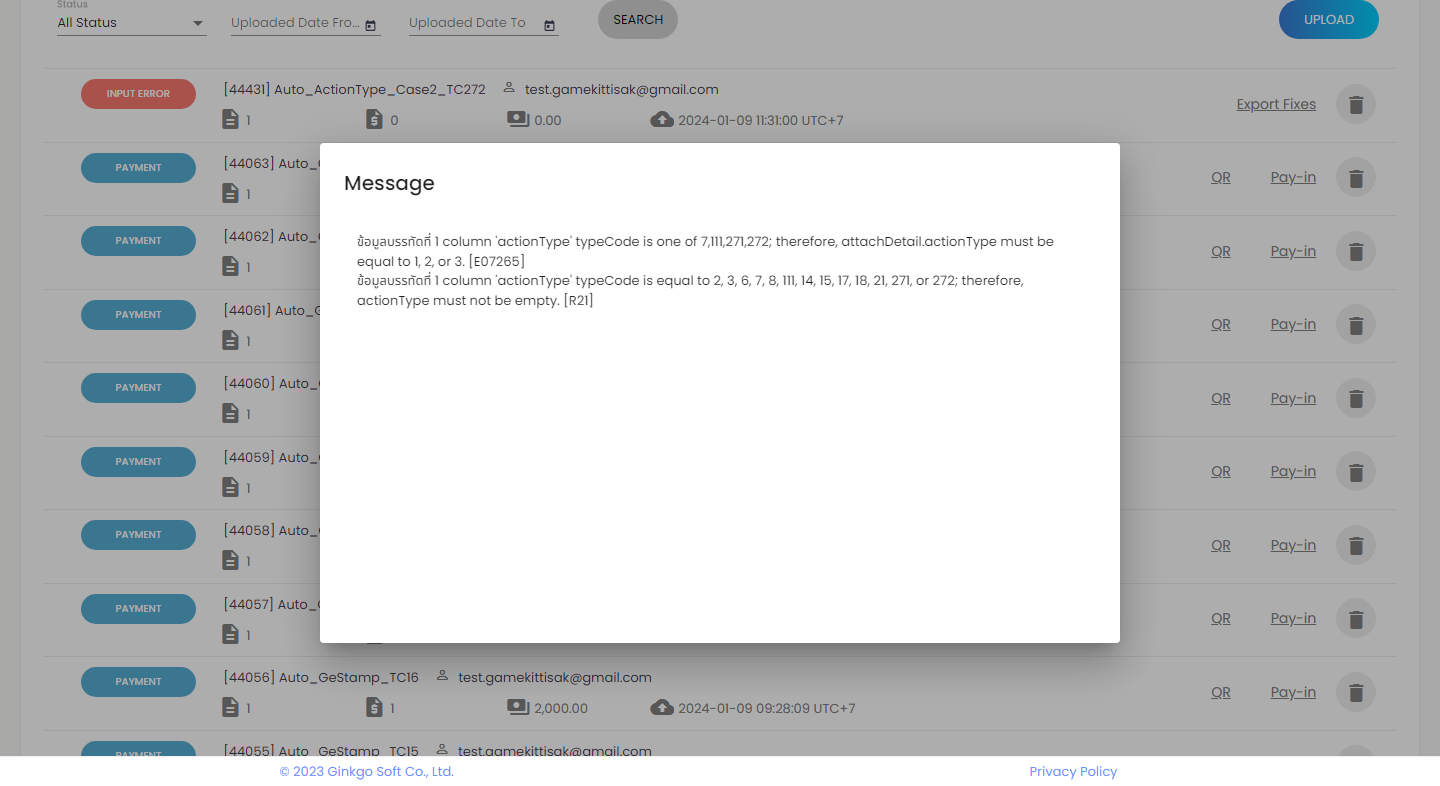 Status
All Status
Uploaded Date Fro...
Uploaded Date To
SEARCH
UPLOAD
INPUT ERROR
[44431] Auto_ActionType_Case2_TC272
test.gamekittisak@gmail.com
1
0
0.00
2024-01-09 11:31:00 UTC+7
Export Fixes
PAYMENT
[44063] Auto_
1
QR
Pay-in
PAYMENT
[44062] Auto_
1
QR
Pay-in
PAYMENT
[44061] Auto_G
1
QR
Pay-in
PAYMENT
[44060] Auto_
1
QR
Pay-in
PAYMENT
[44059] Auto_
1
QR
Pay-in
PAYMENT
[44058] Auto_
1
QR
Pay-in
PAYMENT
[44057] Auto_
1
QR
Pay-in
Message
ข้อมูลบรรทัดที่ 1 column 'actionType' typeCode is one of 7,111,271,272; therefore, attachDetail.actionType must be
equal to 1, 2, or 3. [E07265]
ข้อมูลบรรทัดที่ 1 column 'actionType' typeCode is equal to 2, 3, 6, 7, 8, 111, 14, 15, 17, 18, 21, 271, or 272; therefore,
actionType must not be empty. [R21]
PAYMENT
[44056] Auto_GeStamp_TC16
test.gamekittisak@gmail.com
1
1
2,000.00
2024-01-09 09:28:09 UTC+7
QR
Pay-in
PAYMENT
[44055] Auto_GeStamp_TC15
test.gamekittisak@gmail.com
© 2023 Ginkgo Soft Co., Ltd.
Privacy Policy